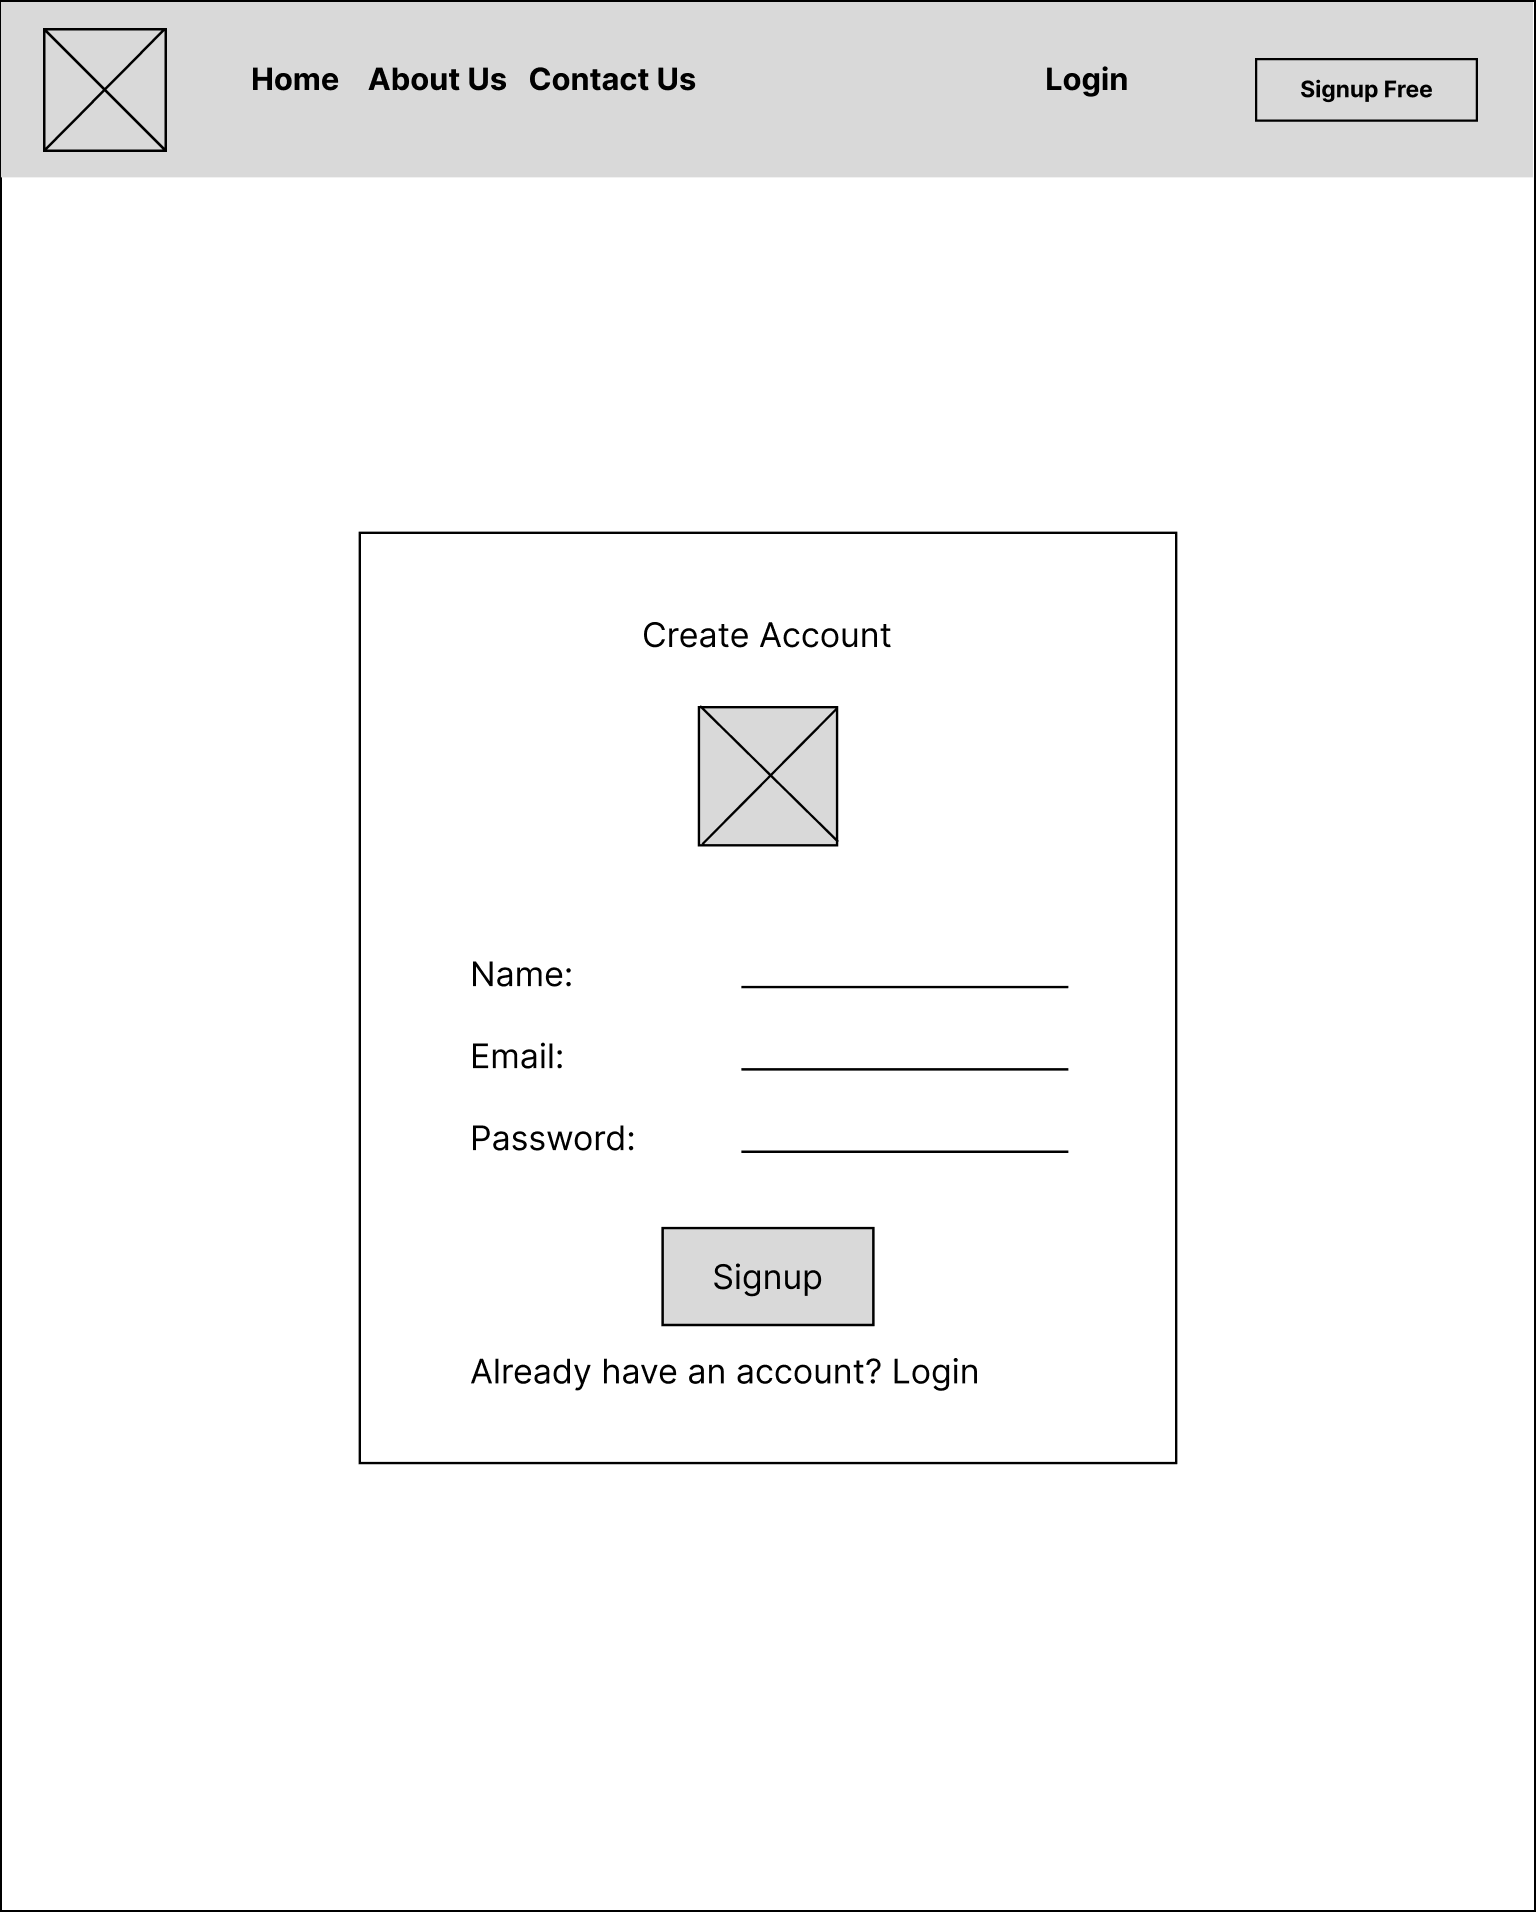 Home About Us Contact Us Login Signup Free
Create Account
Name:
Email:
Password:
Signup
Already have an account? Login